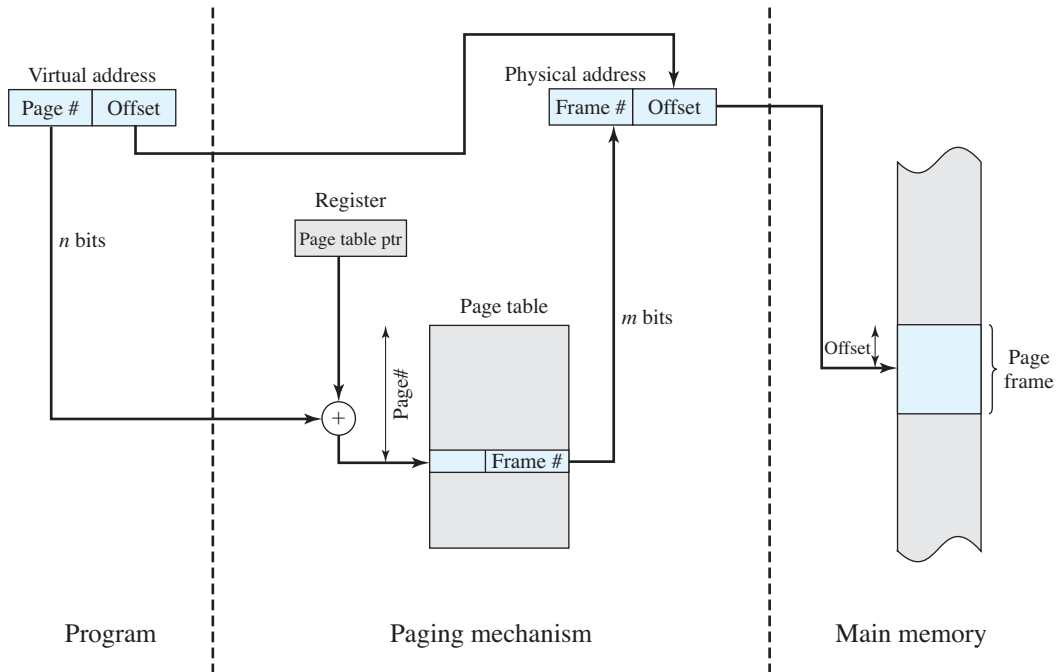 Virtual address
Page # Offset
Physical address
Frame # Offset
n bits
Register
Page table ptr
Page table
m bits
Page#
+
Frame #
Offset
Page
frame
Program
Paging mechanism
Main memory